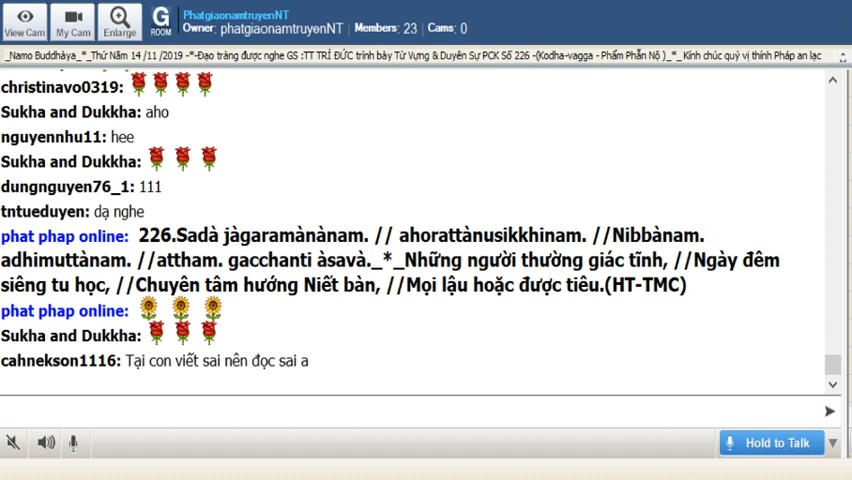 View Cam
My Cam
Enlarge
G
ROOM
PhatgiaonamtruyenNT
Owner: phatgiaonamtruyenNT | Members: 23 | Cams: 0
_Namo Buddhàya_*_Thứ Năm 14 /11 /2019 -*-Đạo tràng được nghe GS :TT TRÍ ĐỨC trình bày Từ Vựng & Duyên Sự PCK Số 226 -(Kodha-vagga - Phẩm Phẫn Nộ )_*_ Kính chúc quý vị thính Pháp an lạc
christinavo0319:
Sukha and Dukkha: aho
nguyennhu11: hee
Sukha and Dukkha:
dungnguyen76_1: 111
tntueduyen: dạ nghe
phat phap online: 226.Sadà jàgaramànànam. // ahorattànusikkhinam. //Nibbànam.
adhimuttànam. //attham. gacchanti àsavà._*_Những người thường giác tĩnh, //Ngày đêm
siêng tu học, //Chuyên tâm hướng Niết bàn, //Mọi lậu hoặc được tiêu.(HT-TMC)
phat phap online:
Sukha and Dukkha:
cahnekson1116: Tại con viết sai nên đọc sai a
Hold to Talk